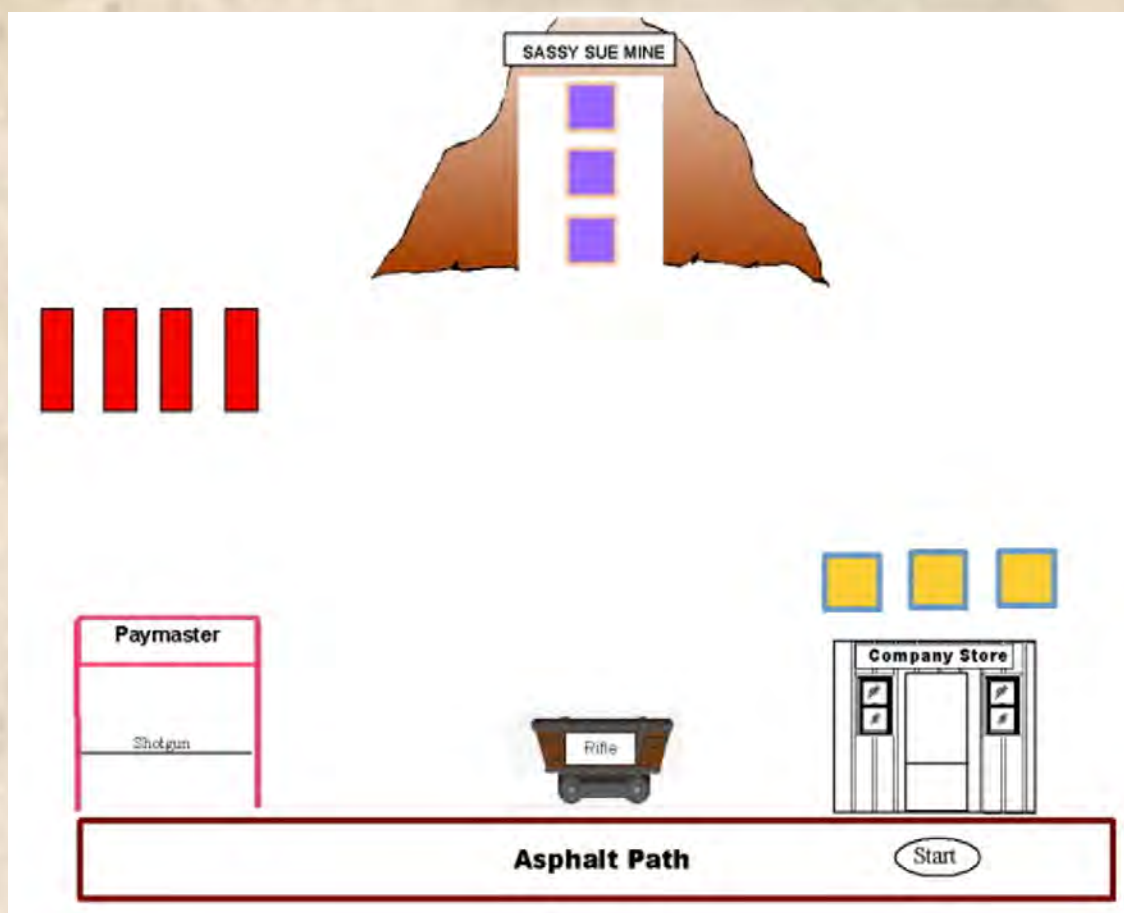 SASSY SUE MINE
Paymaster
Company Store
Shotgun
Rifle
Asphalt Path
Start